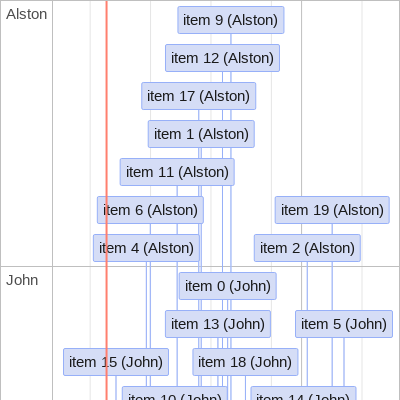 Alston
item 9 (Alston)
item 12 (Alston)
item 17 (Alston)
item 1 (Alston)
item 11 (Alston)
item 6 (Alston)
item 19 (Alston)
item 4 (Alston)
item 2 (Alston)
John
item 0 (John)
item 13 (John)
item 5 (John)
item 15 (John)
item 18 (John)
item 10 (John)
item 14 (John)